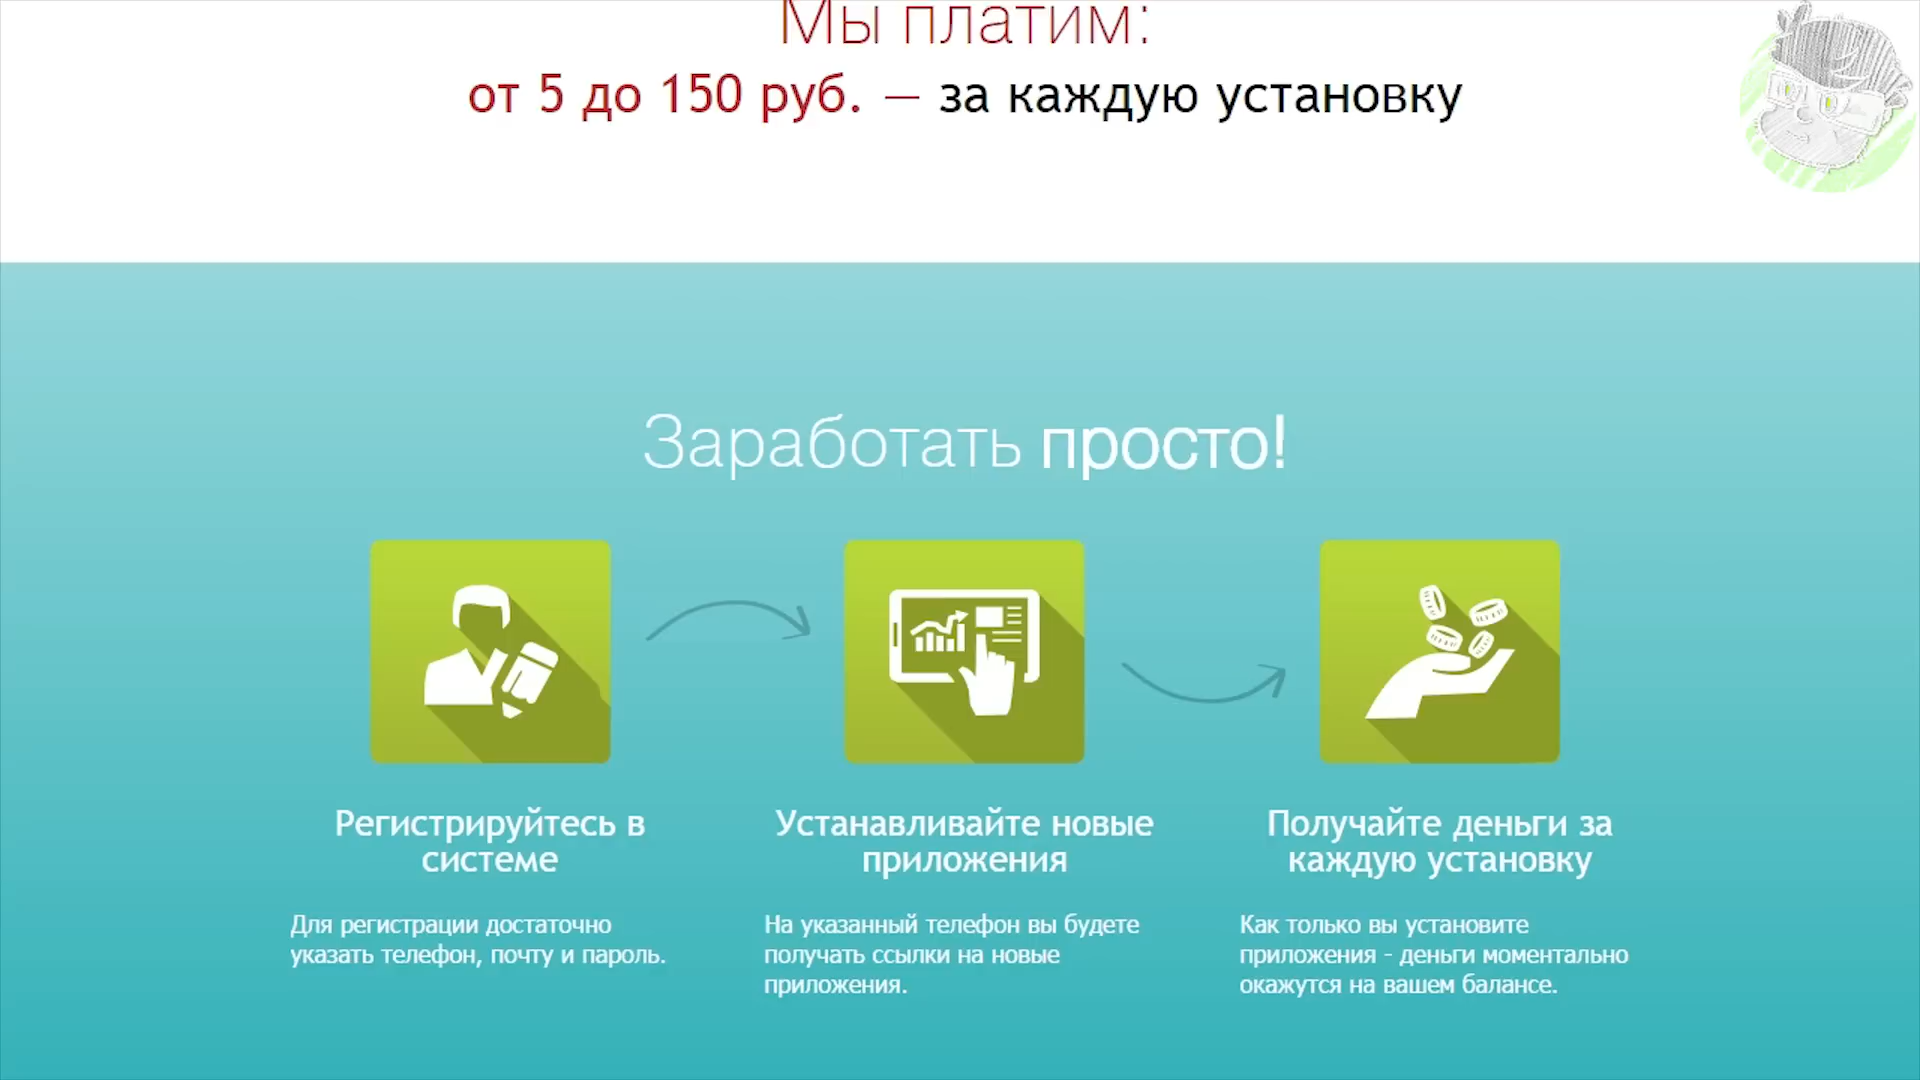 Мы платим:
от 5 до 150 руб. — за каждую установку
Заработать просто!
Регистрируйтесь в
системе
Для регистрации достаточно
указать телефон, почту и пароль.
Устанавливайте новые
приложения
На указанный телефон вы будете
получать ссылки на новые
приложения.
Получайте деньги за
каждую установку
Как только вы установите
приложения - деньги моментально
окажутся на вашем балансе.